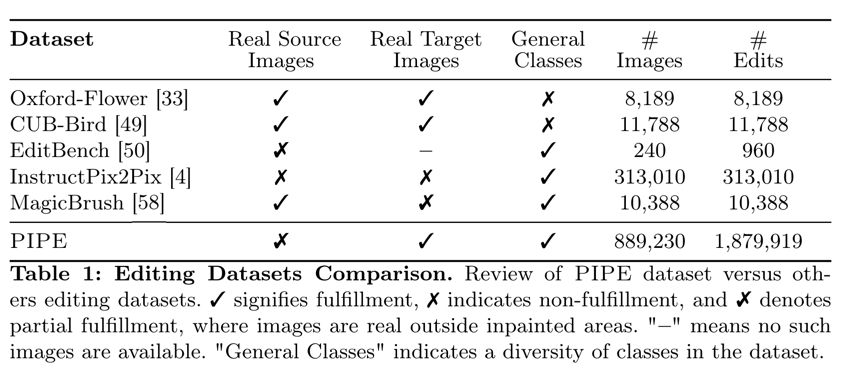 Dataset Real Source Images Real Target Images General Classes # Images # Edits
Oxford-Flower [33] ✓ ✓ ✗ 8,189 8,189
CUB-Bird [49] ✓ ✓ ✗ 11,788 11,788
EditBench [50] ✘ – ✓ 240 960
InstructPix2Pix [4] ✗ ✗ ✓ 313,010 313,010
MagicBrush [58] ✓ ✘ ✓ 10,388 10,388
PIPE ✘ ✓ ✓ 889,230 1,879,919
Table 1: Editing Datasets Comparison. Review of PIPE dataset versus oth-
ers editing datasets. ✓ signifies fulfillment, ✗ indicates non-fulfillment, and ✘ denotes
partial fulfillment, where images are real outside inpainted areas. "–" means no such
images are available. "General Classes" indicates a diversity of classes in the dataset.